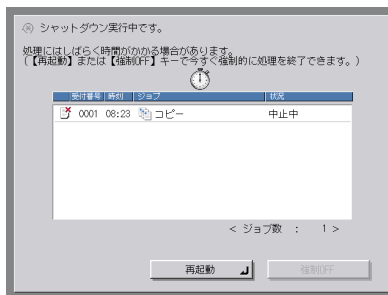 シャットダウン実行中です。
処理にはしばらく時間がかかる場合があります。
(【再起動】または【強制OFF】キーで今すぐ強制的に処理を終了できます。)
受付番号 時刻 ジョブ 状況
0001 08:23 コピー 中止中
< ジョブ数 : 1 >
再起動
強制OFF